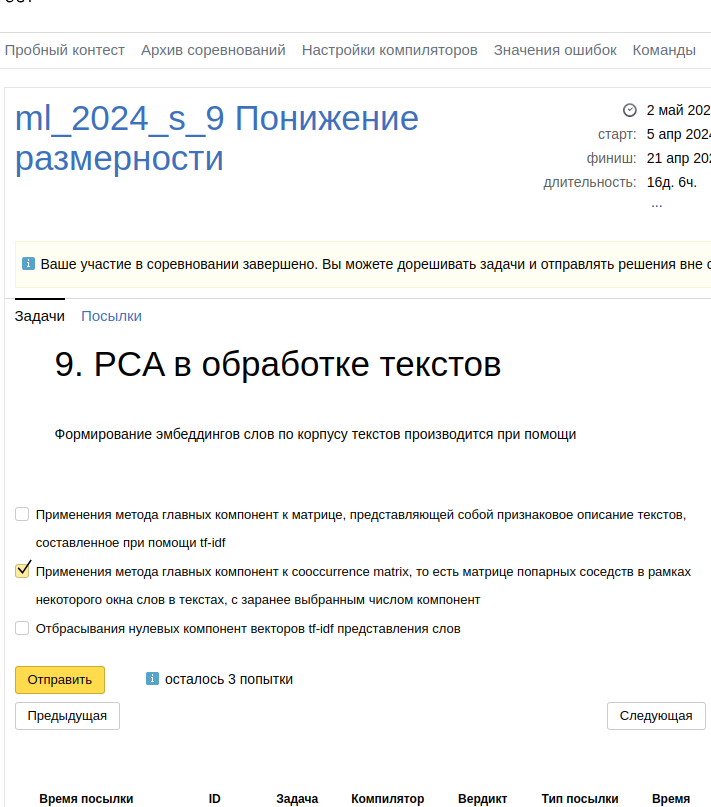 Пробный контест Архив соревнований Настройки компиляторов Значения ошибок Команды
ml_2024_s_9 Понижение
размерности
2 май 202
старт: 5 апр 2024
финиш: 21 апр 202
длительность: 16д. 6ч.
...
Ваше участие в соревновании завершено. Вы можете дорешивать задачи и отправлять решения вне с
Задачи Посылки
9. PCA в обработке текстов
Формирование эмбеддингов слов по корпусу текстов производится при помощи
Применения метода главных компонент к матрице, представляющей собой признаковое описание текстов,
составленное при помощи tf-idf
Применения метода главных компонент к cooccurrence matrix, то есть матрице попарных соседств в рамках
некоторого окна слов в текстах, с заранее выбранным числом компонент
Отбрасывания нулевых компонент векторов tf-idf представления слов
Отправить осталось 3 попытки
Предыдущая Следующая
Время посылки ID Задача Компилятор Вердикт Тип посылки Время